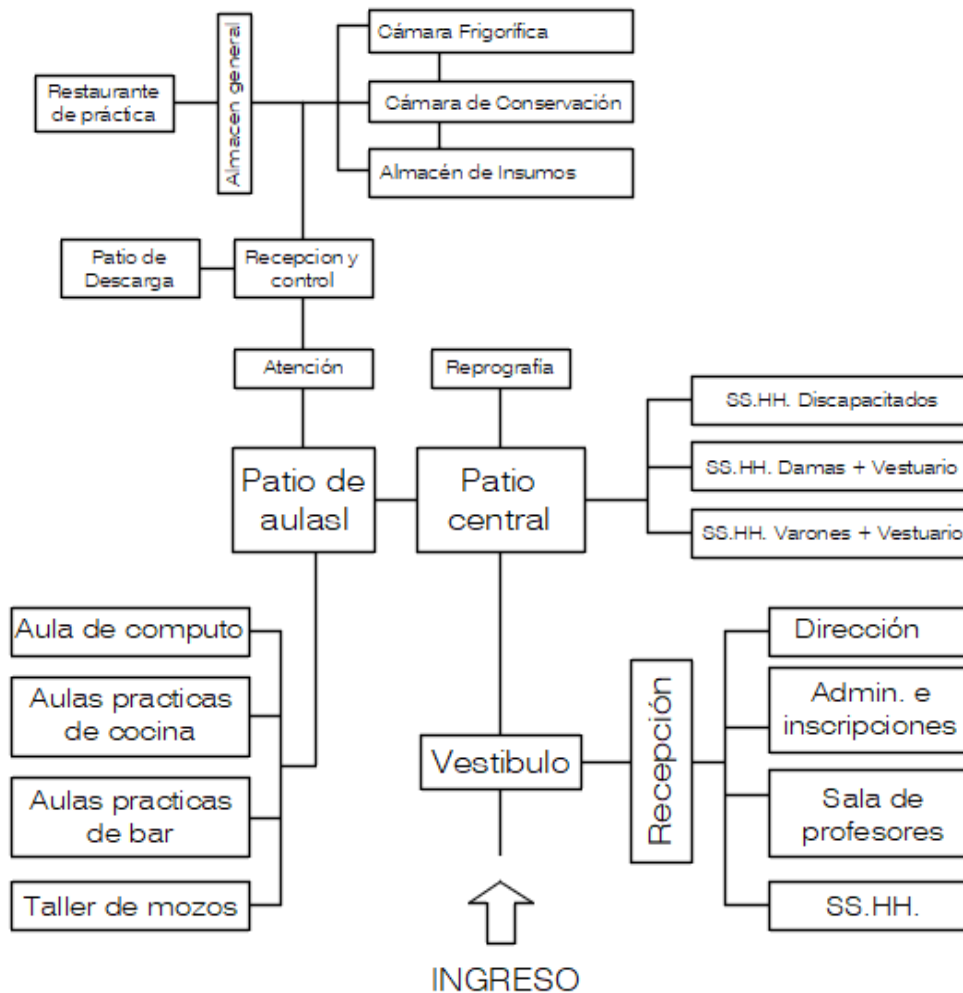 Cámara Frigorífica
Restaurante
de práctica
Almacen general
Cámara de Conservación
Almacén de Insumos
Patio de
Descarga
Recepcion y
control
Atención
Reprografía
SS.HH. Discapacitados
Patio de
aulasl
Patio
central
SS.HH. Damas + Vestuario
SS.HH. Varones + Vestuario
Aula de computo
Aulas practicas
de cocina
Aulas practicas
de bar
Taller de mozos
Vestibulo
Recepción
Dirección
Admin. e
inscripciones
Sala de
profesores
SS.HH.
INGRESO